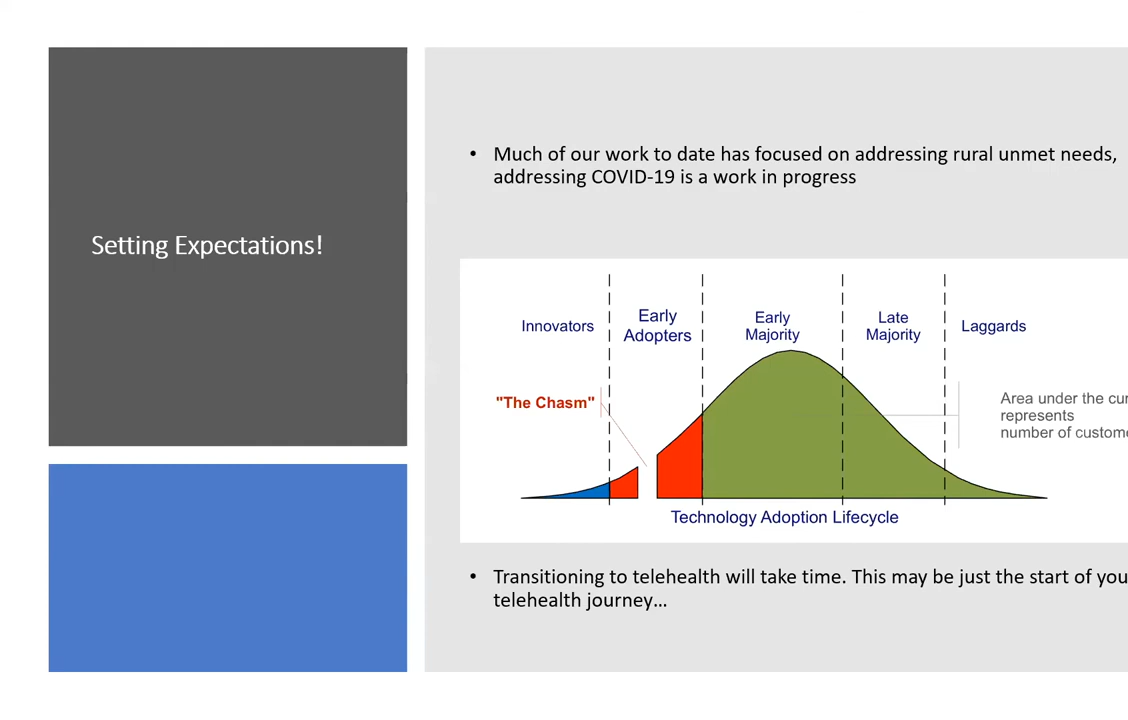 Setting Expectations!
• Much of our work to date has focused on addressing rural unmet needs,
addressing COVID-19 is a work in progress
Innovators
Early
Adopters
Early
Majority
Late
Majority
Laggards
"The Chasm"
Area under the cur
represents
number of custome
Technology Adoption Lifecycle
• Transitioning to telehealth will take time. This may be just the start of you
telehealth journey…